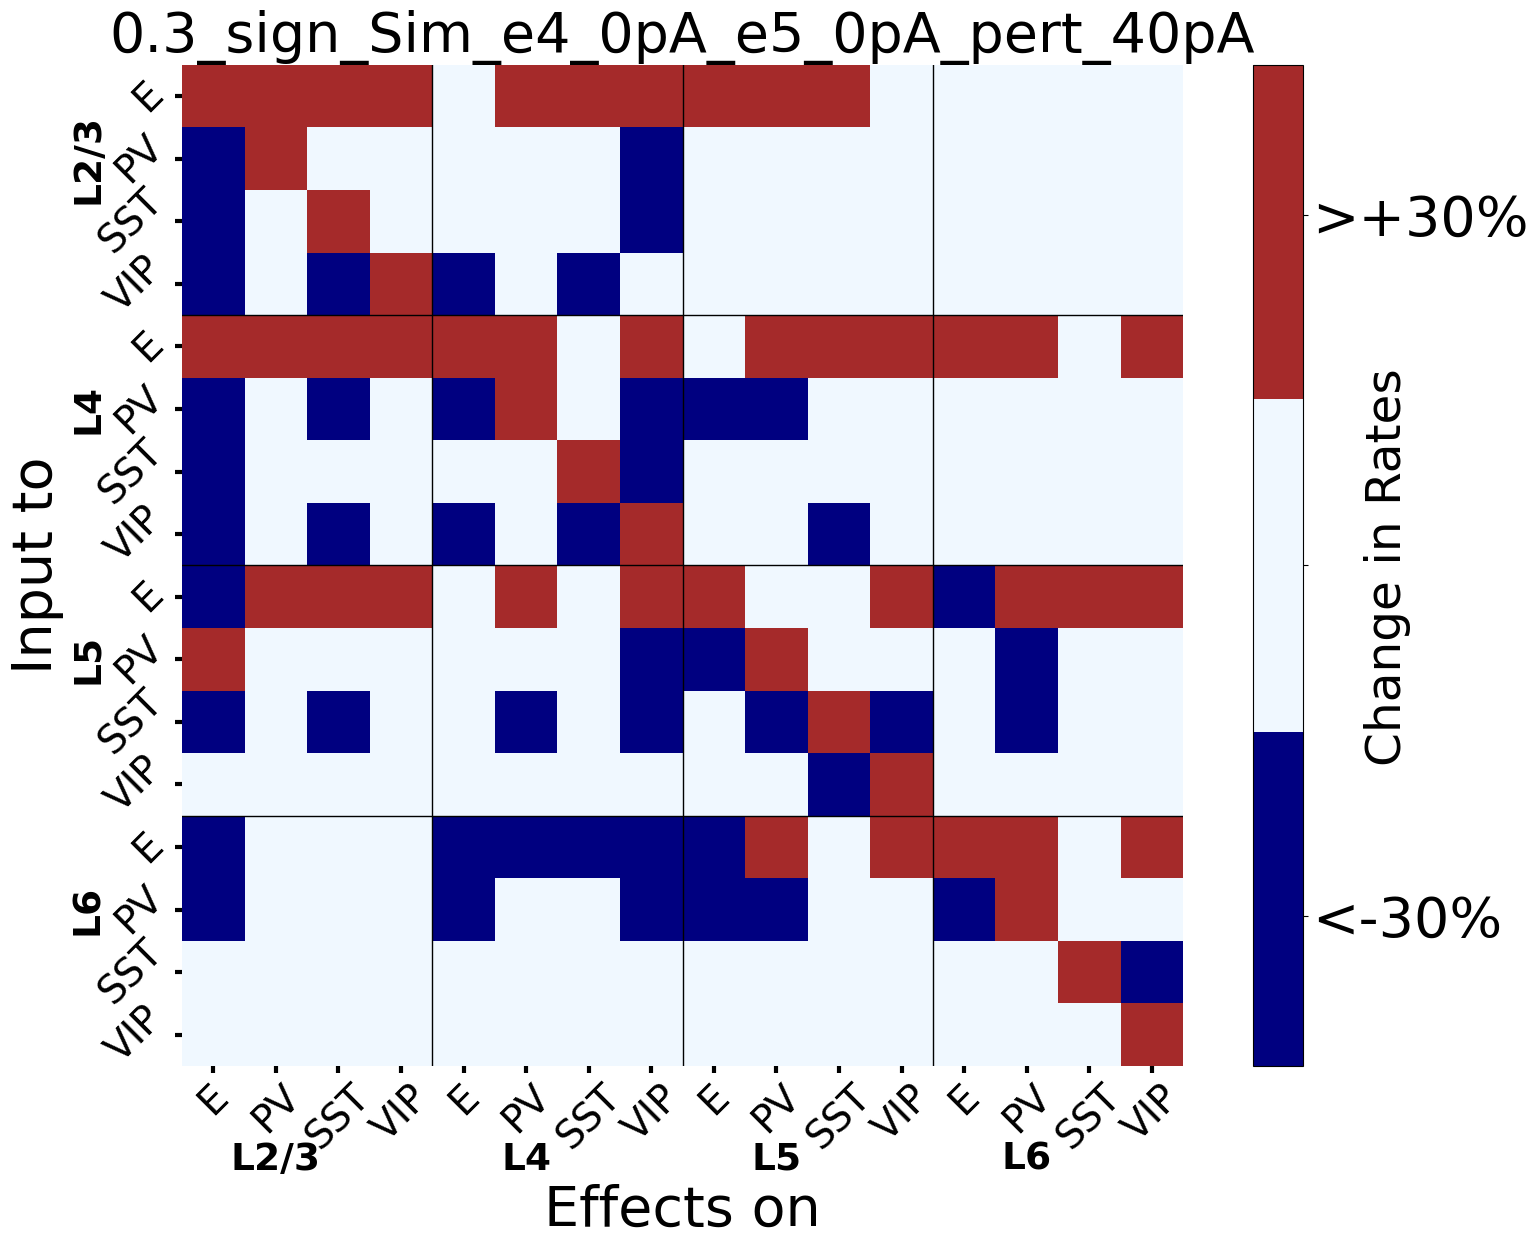 0.3_sign_Sim_e4_0pA_e5_0pA_pert_40pA
Input to
L2/3
E
PV
SST
VIP
L4
E
PV
SST
VIP
L5
E
PV
SST
VIP
L6
E
PV
SST
VIP
E PV SST VIP E PV SST VIP E PV SST VIP E PV SST VIP
L2/3 L4 L5 L6
Effects on
>+30%
<-30%
Change in Rates